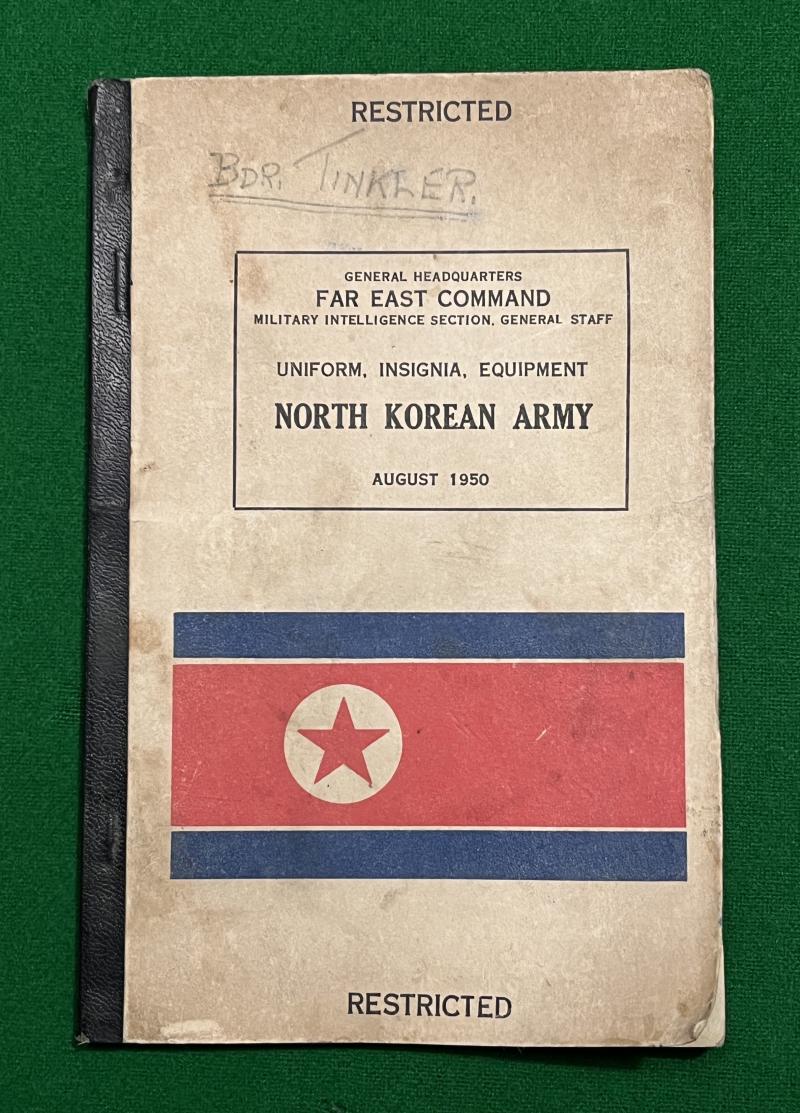 RESTRICTED
BDR. TINKLER.
GENERAL HEADQUARTERS
FAR EAST COMMAND
MILITARY INTELLIGENCE SECTION, GENERAL STAFF
UNIFORM, INSIGNIA, EQUIPMENT
NORTH KOREAN ARMY
AUGUST 1950
RESTRICTED